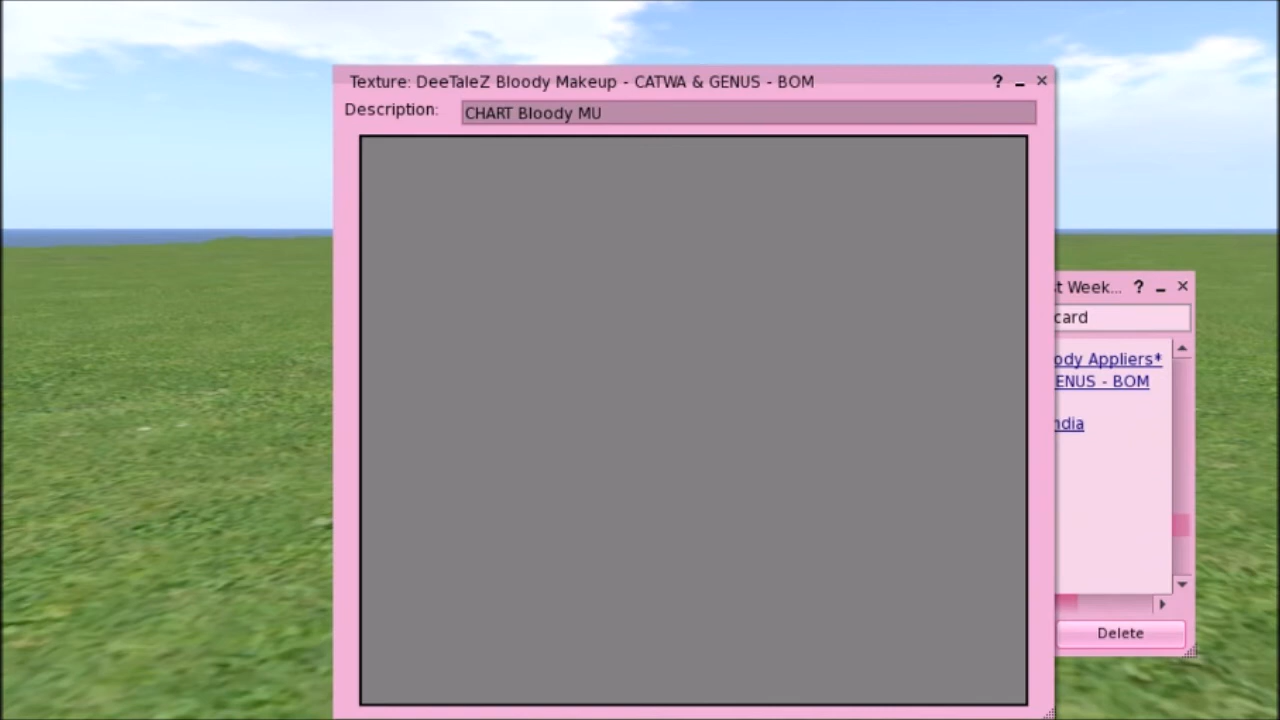 Texture: DeeTaleZ Bloody Makeup - CATWA & GENUS - BOM
Description: CHART Bloody MU
st Week...
card
ody Appliers*
ENUS - BOM
ndia
Delete